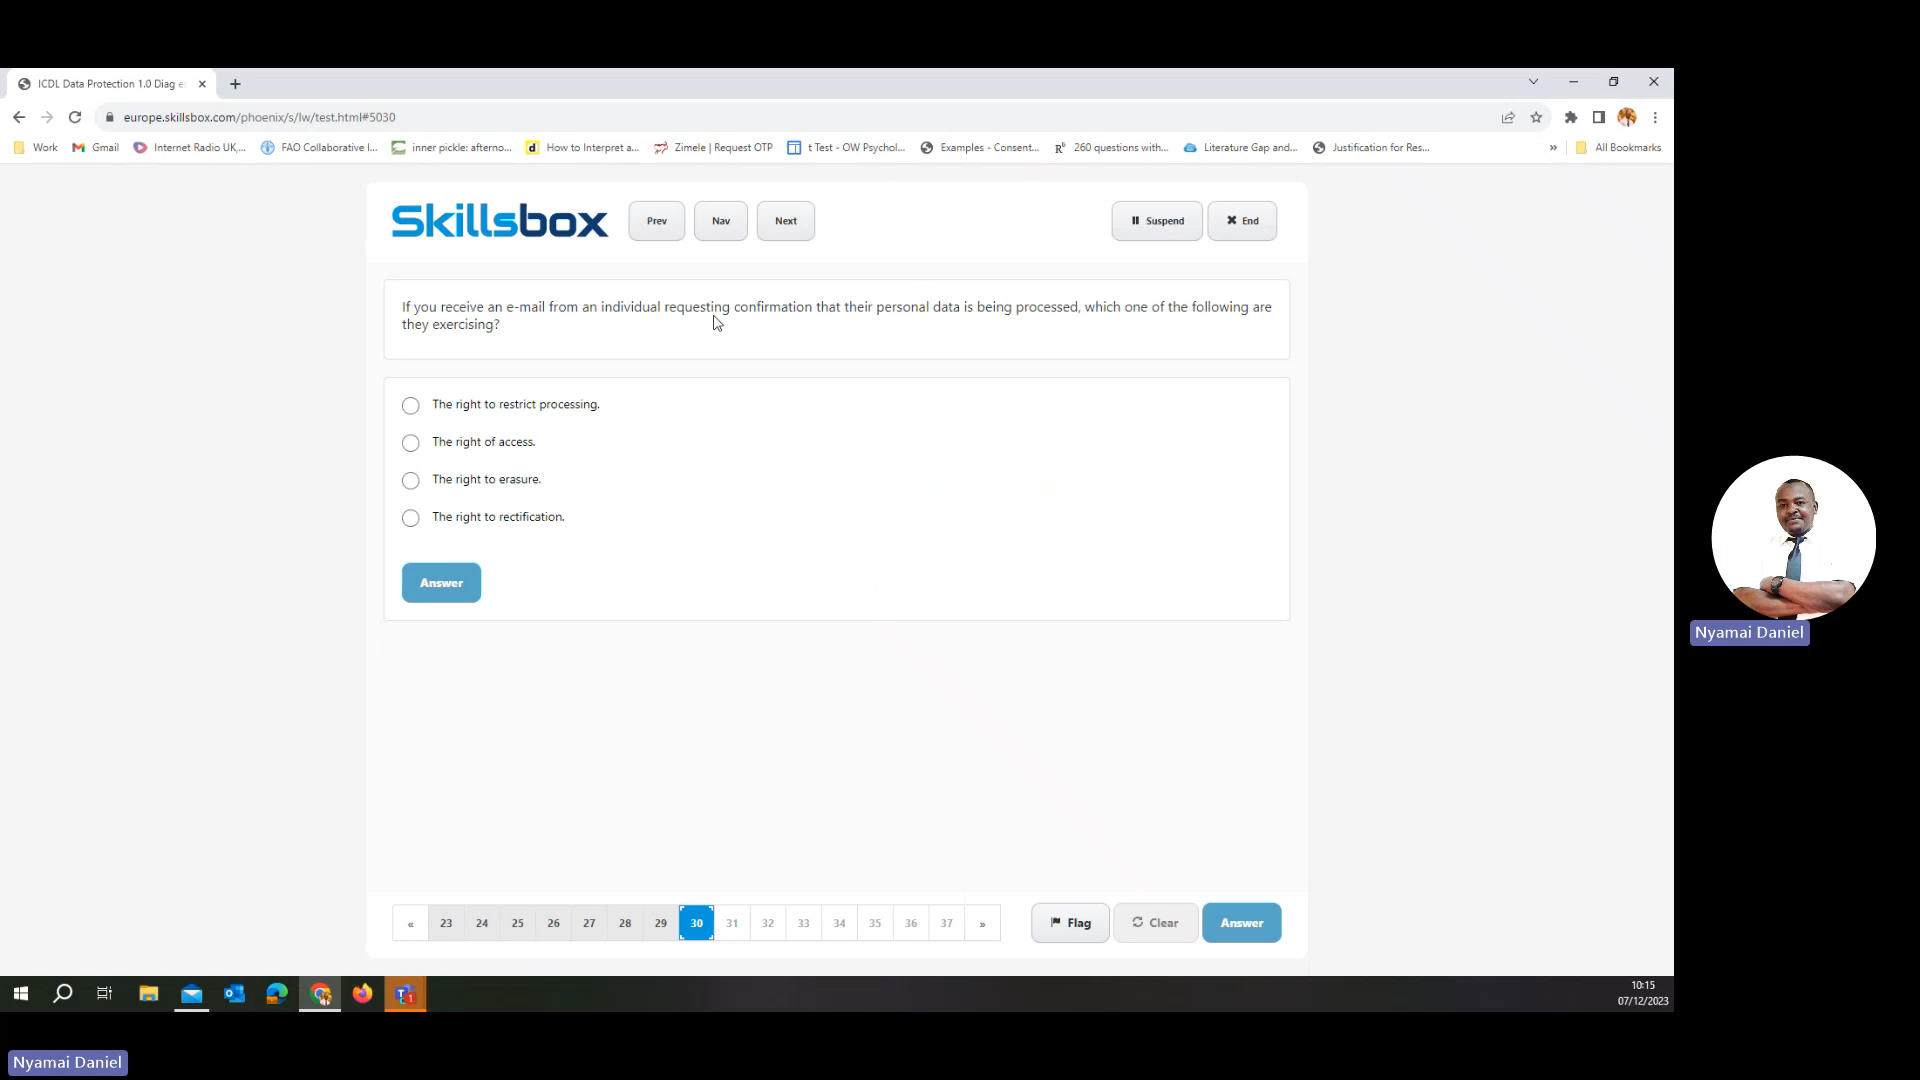 ICDL Data Protection 1.0 Diag e
europe.skillsbox.com/phoenix/s/lw/test.html#5030
Work Gmail Internet Radio UK,... FAO Collaborative I... inner pickle: afterno... How to Interpret a... Zimele | Request OTP t Test - OW Psychol... Examples - Consent... 260 questions with... Literature Gap and... Justification for Res... » All Bookmarks
Skillsbox Prev Nav Next Suspend End
If you receive an e-mail from an individual requesting confirmation that their personal data is being processed, which one of the following are
they exercising?
The right to restrict processing.
The right of access.
The right to erasure.
The right to rectification.
Answer
Nyamai Daniel
« 23 24 25 26 27 28 29 30 31 32 33 34 35 36 37 » Flag Clear Answer
10:15
07/12/2023
Nyamai Daniel